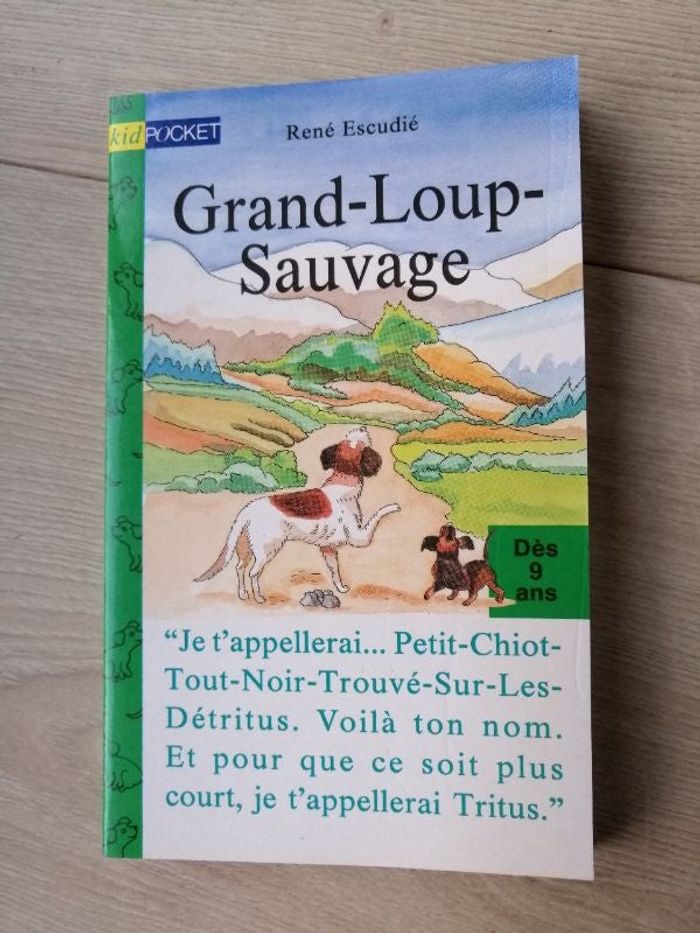 kid POCKET
René Escudié
Grand-Loup-
Sauvage
Dès
9
ans
“Je t’appellerai... Petit-Chiot-
Tout-Noir-Trouvé-Sur-Les-
Détritus. Voilà ton nom.
Et pour que ce soit plus
court, je t’appellerai Tritus.”